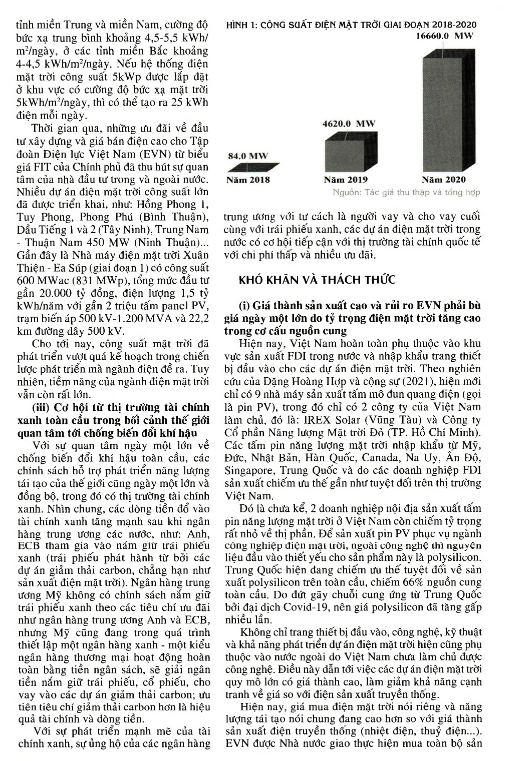 tỉnh miền Trung và miền Nam, cường độ
bức xạ trung bình khoảng 4,5-5,5 kWh/
m²/ngày, ở các tỉnh miền Bắc khoảng
4-4,5 kWh/m²/ngày. Nếu hệ thống điện
mặt trời công suất 5kWp được lắp đặt
ở khu vực có cường độ bức xạ mặt trời
5kWh/m²/ngày, thì có thể tạo ra 25 kWh
điện mỗi ngày.
Thời gian qua, những ưu đãi về đầu
tư xây dựng và giá bán điện cao cho Tập
đoàn Điện lực Việt Nam (EVN) từ biểu
giá FIT của Chính phủ đã thu hút sự quan
tâm của nhà đầu tư trong và ngoài nước.
Nhiều dự án điện mặt trời công suất lớn
đã được triển khai, như: Hồng Phong 1,
Tuy Phong, Phong Phú (Bình Thuận),
Dầu Tiếng 1 và 2 (Tây Ninh), Trung Nam
- Thuận Nam 450 MW (Ninh Thuận)...
Gần đây là Nhà máy điện mặt trời Xuân
Thiện - Ea Súp (giai đoạn 1) có công suất
600 MWac (831 MWp), tổng mức đầu tư
gần 20.000 tỷ đồng, điện lượng 1,5 tỷ
kWh/năm với gần 2 triệu tấm panel PV,
trạm biến áp 500 kV-1.200 MVA và 22,2
km đường dây 500 kV.
Cho tới nay, công suất mặt trời đã
phát triển vượt quá kế hoạch trong chiến
lược phát triển mà ngành điện đề ra. Tuy
nhiên, tiềm năng của ngành điện mặt trời
vẫn còn rất lớn.
(iii) Cơ hội từ thị trường tài chính
xanh toàn cầu trong bối cảnh thế giới
quan tâm tới chống biến đổi khí hậu
Với sự quan tâm ngày một lớn về
chống biến đổi khí hậu toàn cầu, các
chính sách hỗ trợ phát triển năng lượng
tái tạo của thế giới cũng ngày một lớn và
đồng bộ, trong đó có thị trường tài chính
xanh. Nhìn chung, các dòng tiền đổ vào
tài chính xanh tăng mạnh sau khi ngân
hàng trung ương các nước, như: Anh,
ECB tham gia vào nắm giữ trái phiếu
xanh (trái phiếu phát hành từ bởi các
dự án giảm thải carbon, chẳng hạn như
sản xuất điện mặt trời). Ngân hàng trung
ương Mỹ không có chính sách nắm giữ
trái phiếu xanh theo các tiêu chí ưu đãi
như ngân hàng trung ương Anh và ECB,
nhưng Mỹ cũng đang trong quá trình
thiết lập một ngân hàng xanh - một kiểu
ngân hàng thương mại hoạt động hoàn
toàn bằng tiền ngân sách, sẽ giải ngân
tiền nắm giữ trái phiếu, cổ phiếu, cho
vay vào các dự án giảm thải carbon; ưu
tiên tiêu chí giảm thải carbon hơn là hiệu
quả tài chính và dòng tiền.
Với sự phát triển mạnh mẽ của tài
chính xanh, sự ủng hộ của các ngân hàng
HÌNH 1: CÔNG SUẤT ĐIỆN MẶT TRỜI GIAI ĐOẠN 2018-2020
16660.0 MW
4620.0 MW
84.0 MW
Năm 2018 Năm 2019 Năm 2020
Nguồn: Tác giả thu thập và tổng hợp
trung ương với tư cách là người vay và cho vay cuối
cùng với trái phiếu xanh, các dự án điện mặt trời trong
nước có cơ hội tiếp cận với thị trường tài chính quốc tế
với chi phí thấp và nhiều ưu đãi.
KHÓ KHĂN VÀ THÁCH THỨC
(i) Giá thành sản xuất cao và rủi ro EVN phải bù
giá ngày một lớn do tỷ trọng điện mặt trời tăng cao
trong cơ cấu nguồn cung
Hiện nay, Việt Nam hoàn toàn phụ thuộc vào khu
vực sản xuất FDI trong nước và nhập khẩu trang thiết
bị đầu vào cho các dự án điện mặt trời. Theo nghiên
cứu của Đặng Hoàng Hợp và cộng sự (2021), hiện mới
chỉ có 9 nhà máy sản xuất tấm mô đun quang điện (gọi
là pin PV), trong đó chỉ có 2 công ty của Việt Nam
làm chủ, đó là: IREX Solar (Vũng Tàu) và Công ty
Cổ phần Năng lượng Mặt trời Đỏ (TP. Hồ Chí Minh).
Các tấm pin năng lượng mặt trời nhập khẩu từ Mỹ,
Đức, Nhật Bản, Hàn Quốc, Canada, Na Uy, Ấn Độ,
Singapore, Trung Quốc và do các doanh nghiệp FDI
sản xuất chiếm ưu thế gần như tuyệt đối trên thị trường
Việt Nam.
Đó là chưa kể, 2 doanh nghiệp nội địa sản xuất tấm
pin năng lượng mặt trời ở Việt Nam còn chiếm tỷ trọng
rất nhỏ về thị phần. Để sản xuất pin PV phục vụ ngành
công nghiệp điện mặt trời, ngoài công nghệ thì nguyên
liệu đầu vào thiết yếu cho sản phẩm này là polysilicon.
Trung Quốc hiện đang chiếm ưu thế tuyệt đối về sản
xuất polysilicon trên toàn cầu, chiếm 66% nguồn cung
toàn cầu. Do đứt gãy chuỗi cung ứng từ Trung Quốc
bởi đại dịch Covid-19, nên giá polysilicon đã tăng gấp
nhiều lần.
Không chỉ trang thiết bị đầu vào, công nghệ, kỹ thuật
và khả năng phát triển dự án điện mặt trời hiện cũng phụ
thuộc vào nước ngoài do Việt Nam chưa làm chủ được
công nghệ. Điều này dẫn tới việc các dự án điện mặt trời
quy mô lớn có giá thành cao, làm giảm khả năng cạnh
tranh về giá so với điện sản xuất truyền thống.
Hiện nay, giá mua điện mặt trời nói riêng và năng
lượng tái tạo nói chung đang cao hơn so với giá thành
sản xuất điện truyền thống (nhiệt điện, thuỷ điện...).
EVN được Nhà nước giao thực hiện mua toàn bộ sản